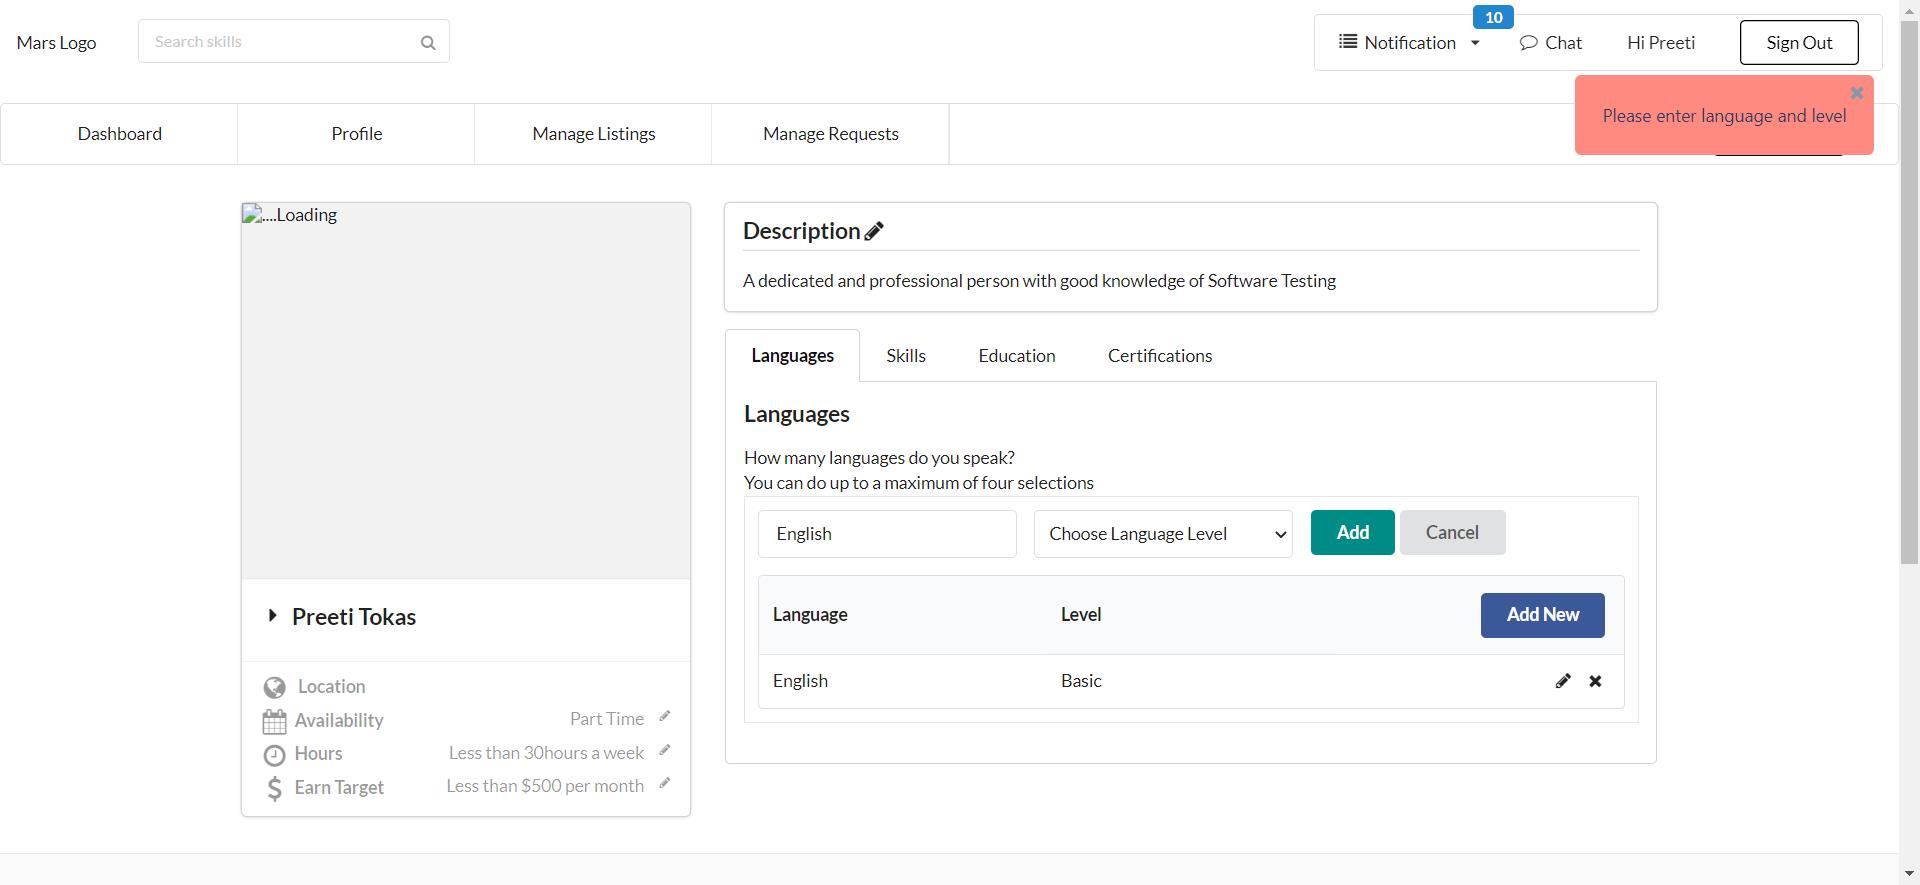 Mars Logo
Search skills
10
Notification
Chat
Hi Preeti
Sign Out
Please enter language and level
Dashboard
Profile
Manage Listings
Manage Requests
....Loading
Description
A dedicated and professional person with good knowledge of Software Testing
Languages
Skills
Education
Certifications
Languages
How many languages do you speak?
You can do up to a maximum of four selections
English
Choose Language Level
Add
Cancel
Language
Level
Add New
English
Basic
Preeti Tokas
Location
Availability
Part Time
Hours
Less than 30hours a week
Earn Target
Less than $500 per month